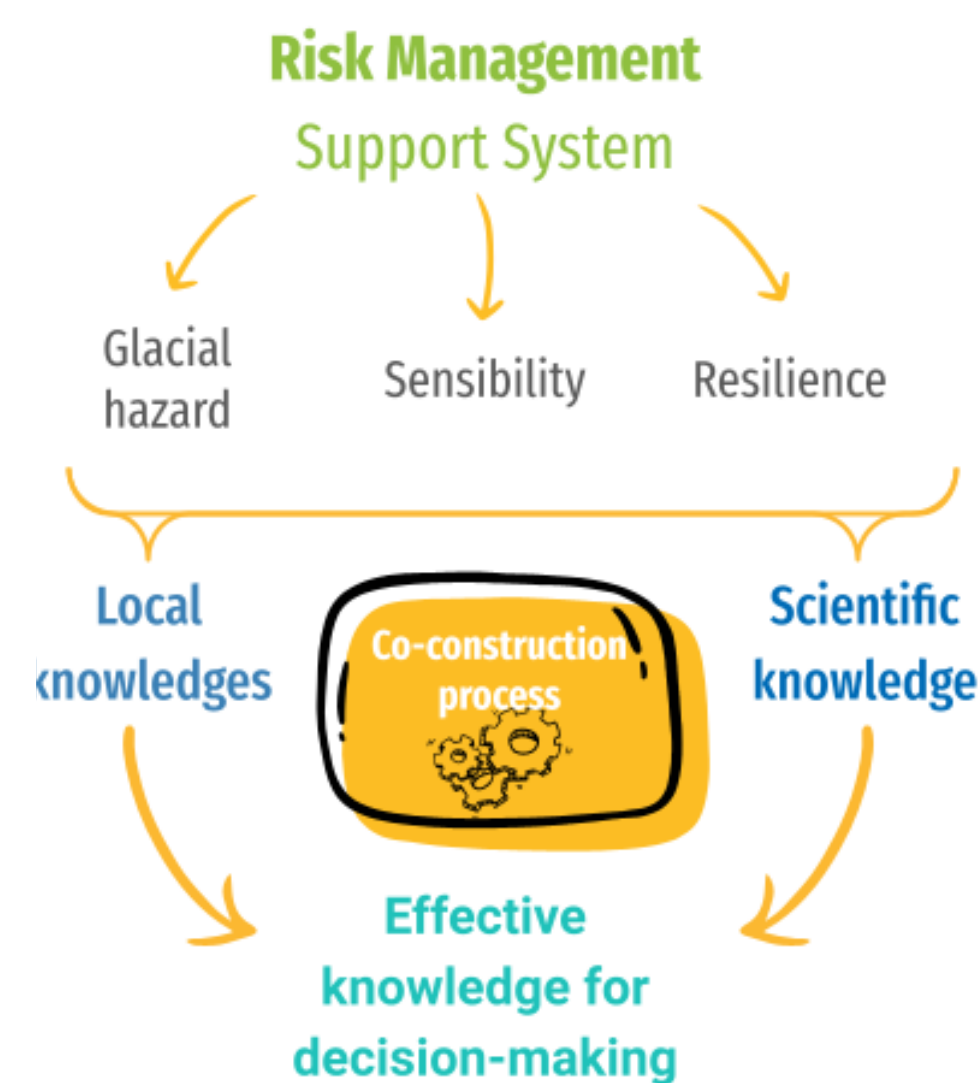 Risk Management
Support System
Glacial
hazard
Sensibility
Resilience
Local
knowledges
Co-construction
process
Scientific
knowledge
Effective
knowledge for
decision-making